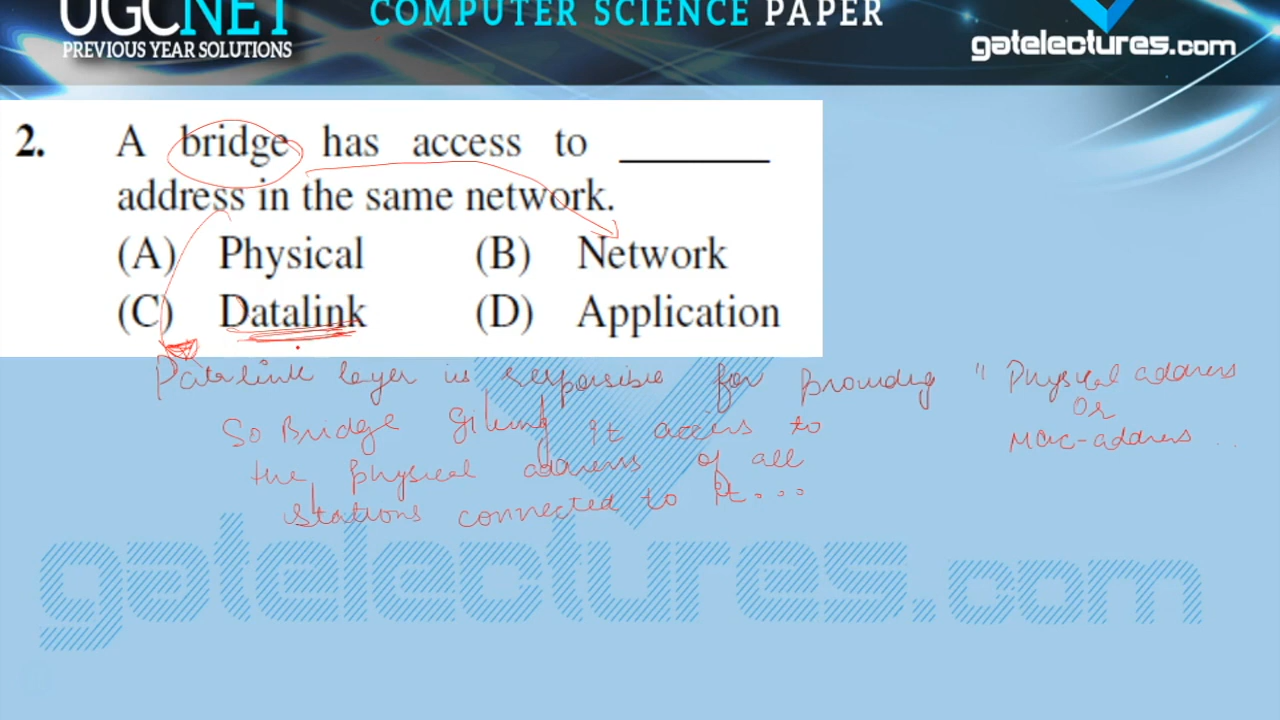 UGCNET
COMPUTER SCIENCE PAPER
PREVIOUS YEAR SOLUTIONS
gatelectures.com
2. A bridge has access to ________
address in the same network.
(A) Physical (B) Network
(C) Datalink (D) Application
Datalink layer is responsible for Providing "Physical address
Or
MAC-address ..
So Bridge giving it access to
the physical address of all
stations connected to it...
gatelectures.com